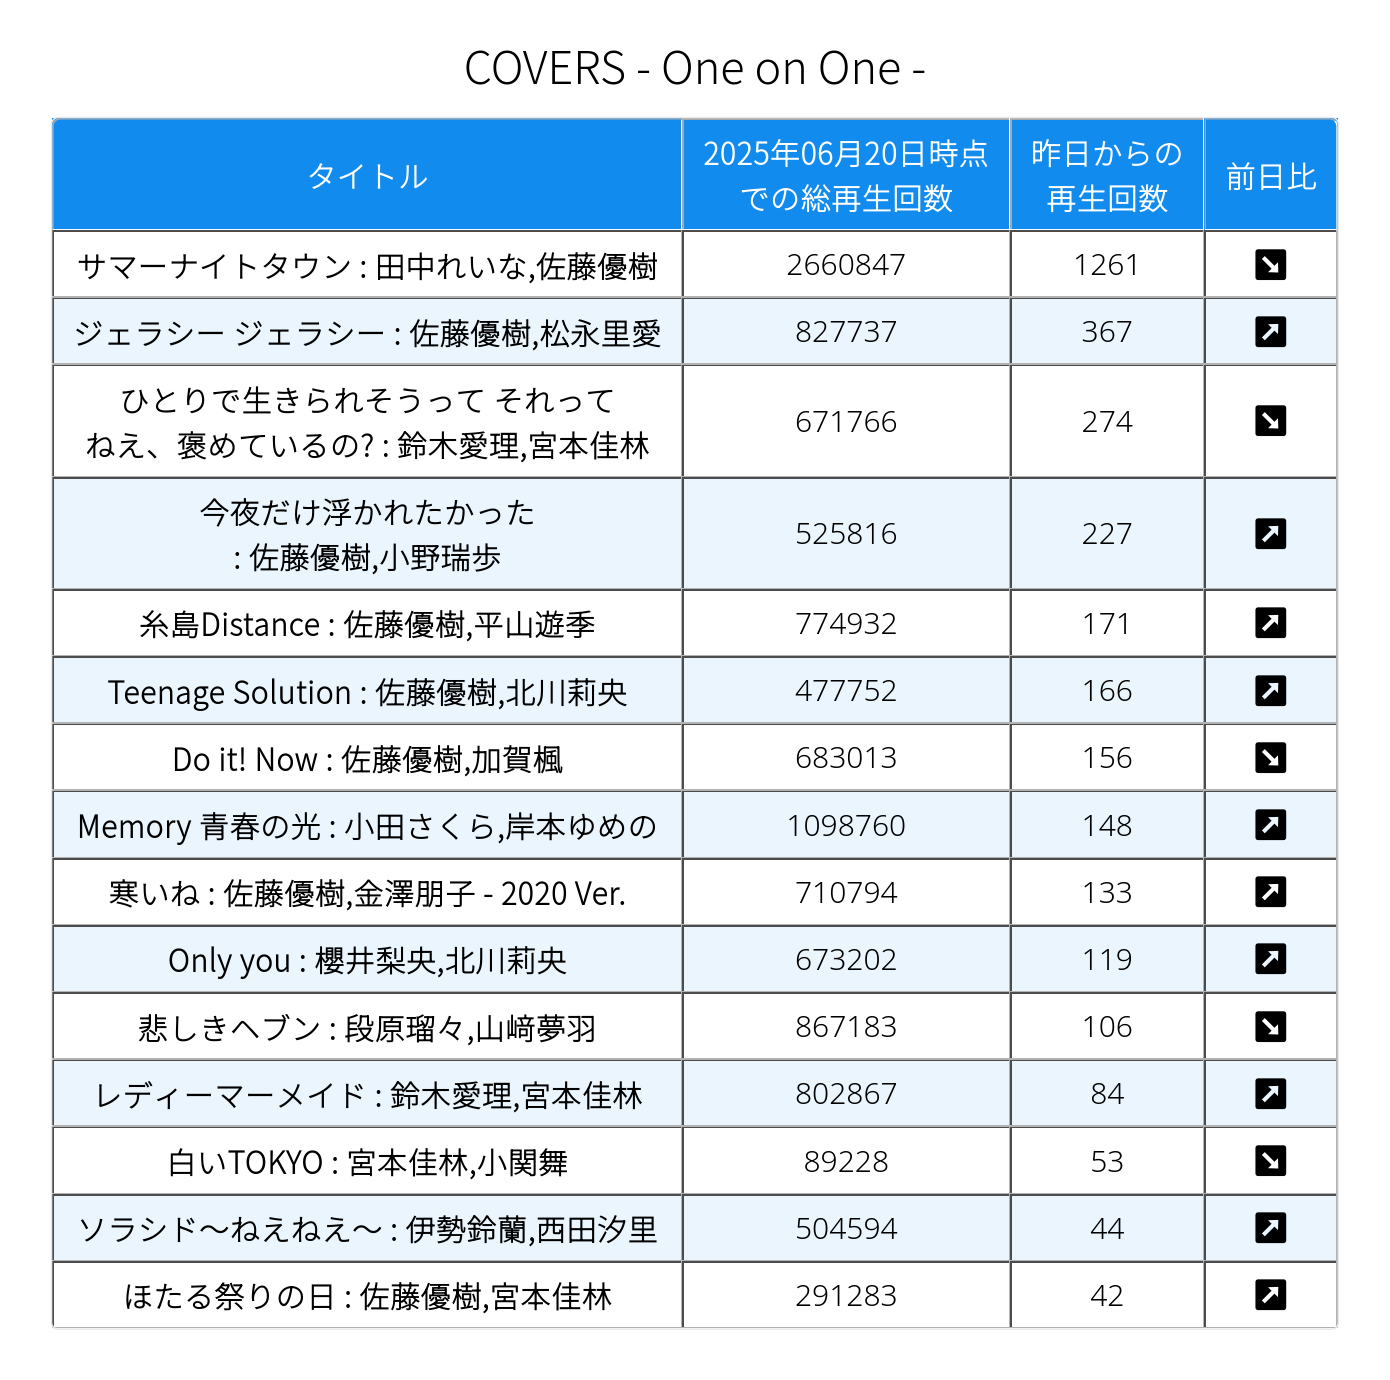 COVERS - One on One -
タイトル
2025年06月20日時点
での総再生回数
昨日からの
再生回数
前日比
サマーナイトタウン : 田中れいな,佐藤優樹 2660847 1261 ↘
ジェラシー ジェラシー : 佐藤優樹,松永里愛 827737 367 ↗
ひとりで生きられそうって それって
ねえ、褒めているの? : 鈴木愛理,宮本佳林 671766 274 ↘
今夜だけ浮かれたかった
: 佐藤優樹,小野瑞歩 525816 227 ↗
糸島Distance : 佐藤優樹,平山遊季 774932 171 ↗
Teenage Solution : 佐藤優樹,北川莉央 477752 166 ↗
Do it! Now : 佐藤優樹,加賀楓 683013 156 ↘
Memory 青春の光 : 小田さくら,岸本ゆめの 1098760 148 ↗
寒いね : 佐藤優樹,金澤朋子 - 2020 Ver. 710794 133 ↗
Only you : 櫻井梨央,北川莉央 673202 119 ↗
悲しきヘブン : 段原瑠々,山﨑夢羽 867183 106 ↘
レディーマーメイド : 鈴木愛理,宮本佳林 802867 84 ↗
白いTOKYO : 宮本佳林,小関舞 89228 53 ↘
ソラシド～ねえねえ～ : 伊勢鈴蘭,西田汐里 504594 44 ↗
ほたる祭りの日 : 佐藤優樹,宮本佳林 291283 42 ↗